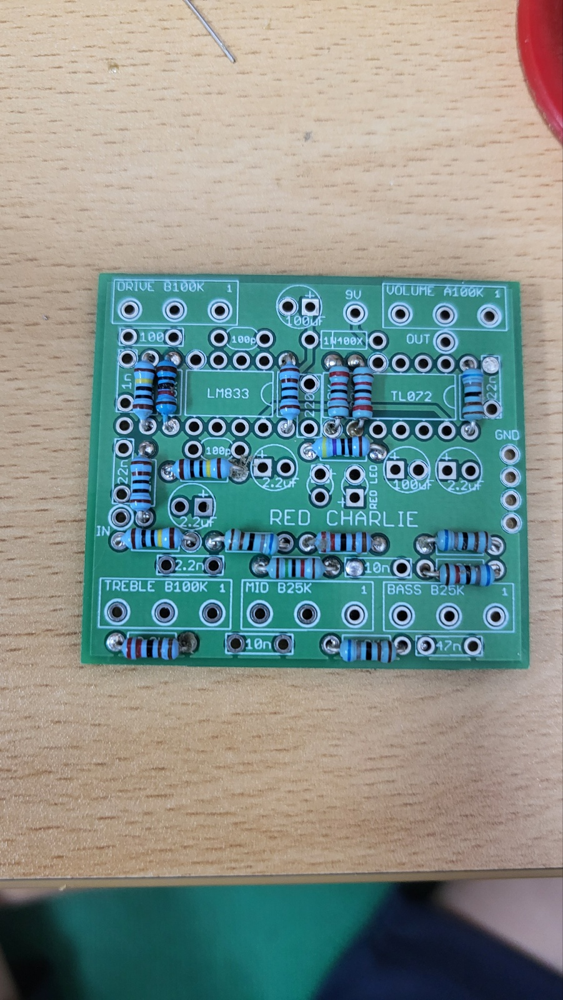 DRIVE B100K 1
+
100uF
9V
VOLUME A100K 1
100
100p
1N400X
OUT
1n
LM833
220
TL072
22n
GND
22n
100p
+
2.2uF
+
RED LED
+
100uF
+
2.2uF
+
2.2uF
RED CHARLIE
IN
2.2n
10n
TREBLE B100K 1
MID B25K 1
BASS B25K 1
10n
47n